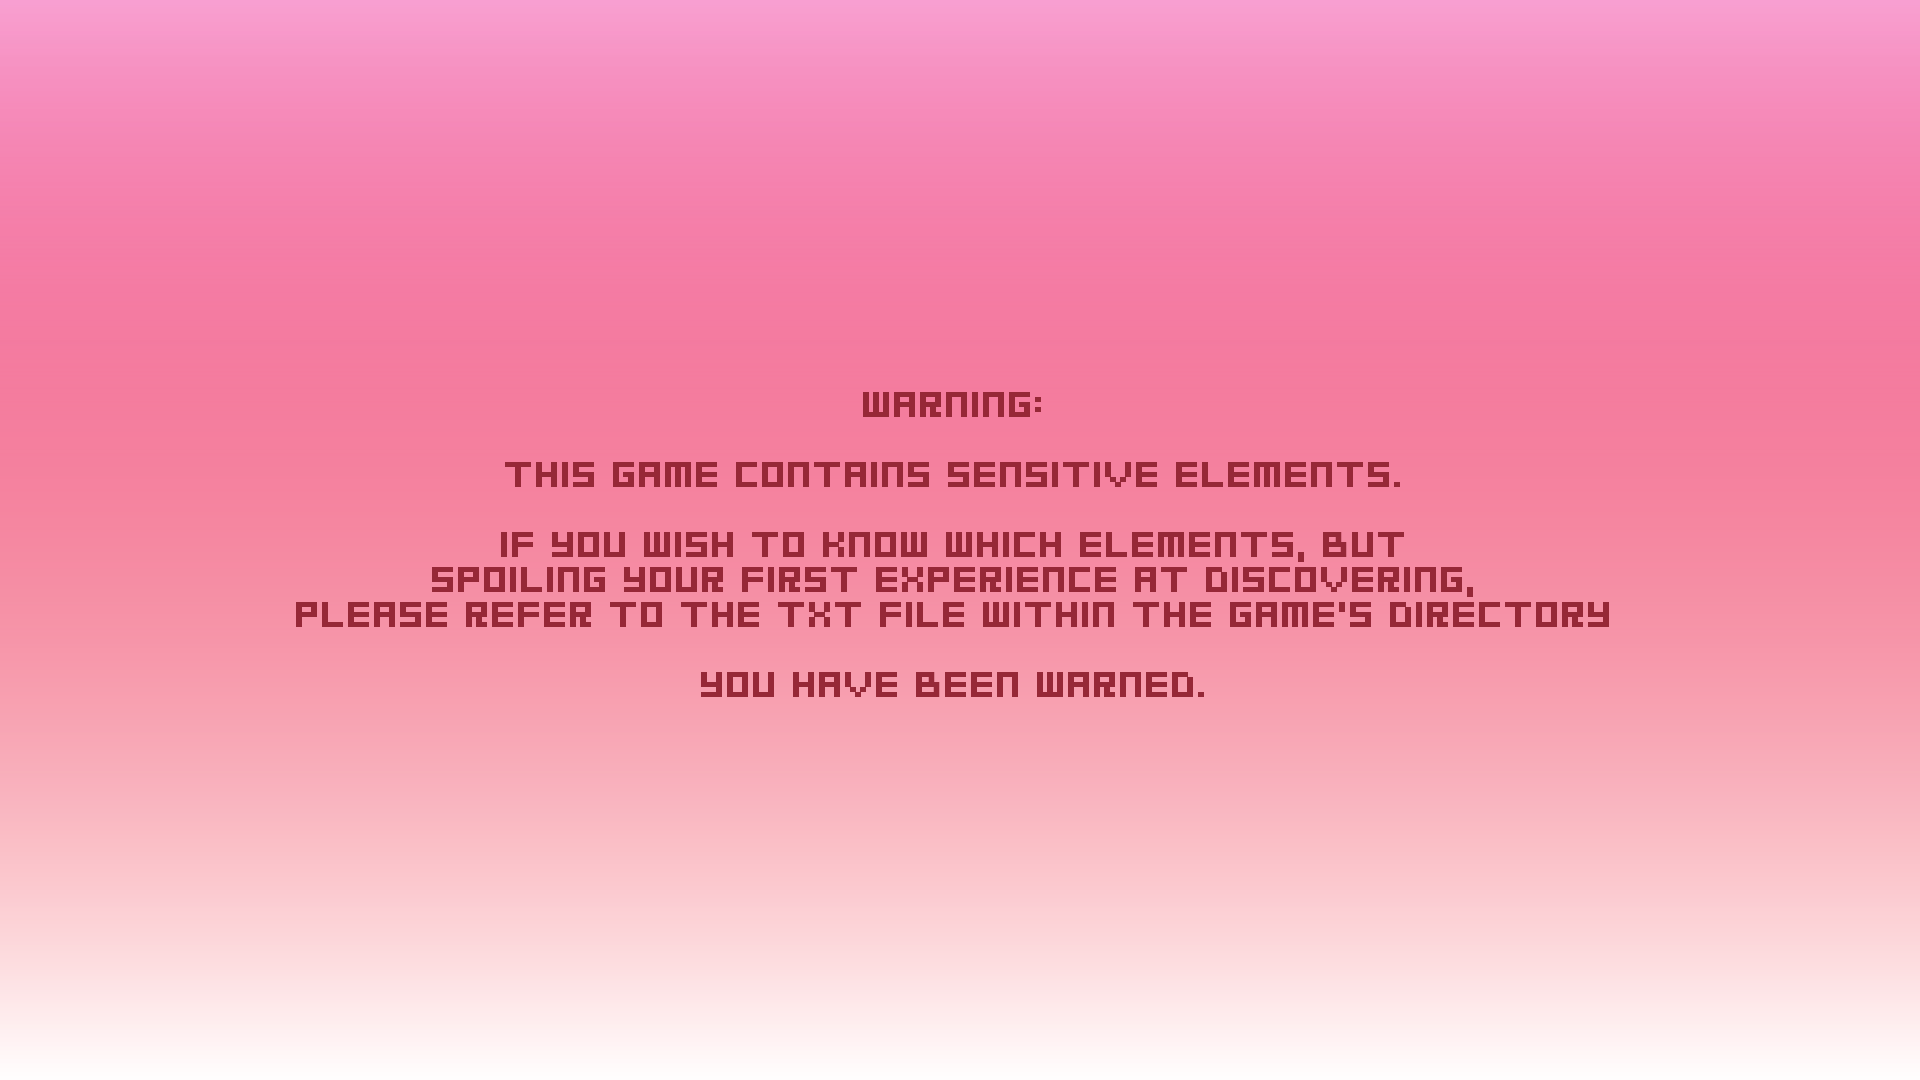 WARNING:
THIS GAME CONTAINS SENSITIVE ELEMENTS.
IF YOU WISH TO KNOW WHICH ELEMENTS, BUT
SPOILING YOUR FIRST EXPERIENCE AT DISCOVERING,
PLEASE REFER TO THE TXT FILE WITHIN THE GAME'S DIRECTORY
YOU HAVE BEEN WARNED.